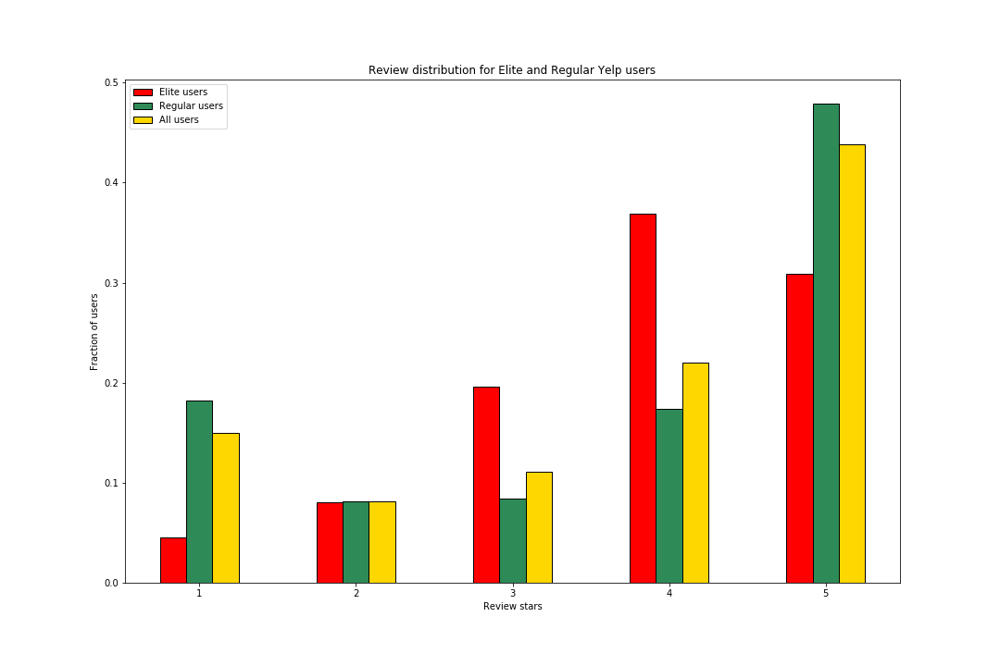 Review distribution for Elite and Regular Yelp users
Elite users
Regular users
All users
0.5
0.4
0.3
0.2
0.1
0.0
Fraction of users
1 2 3 4 5
Review stars